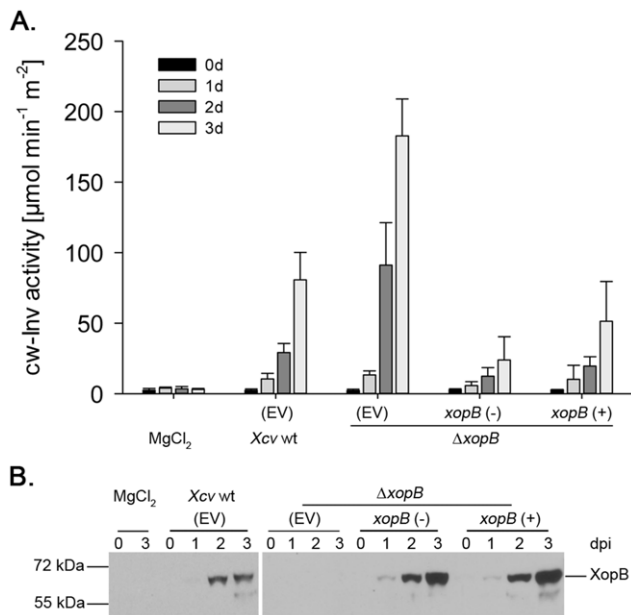 A.
cw-Inv activity [µmol min⁻¹ m⁻²]
250
200
150
100
50
0
0d
1d
2d
3d
(EV) (EV) xopB (-) xopB (+)
MgCl₂ Xcv wt ΔxopB
B.
MgCl₂ Xcv wt ΔxopB
(EV) (EV) xopB (-) xopB (+)
0 3 0 1 2 3 0 1 2 3 0 1 2 3 0 1 2 3 dpi
72 kDa
XopB
55 kDa